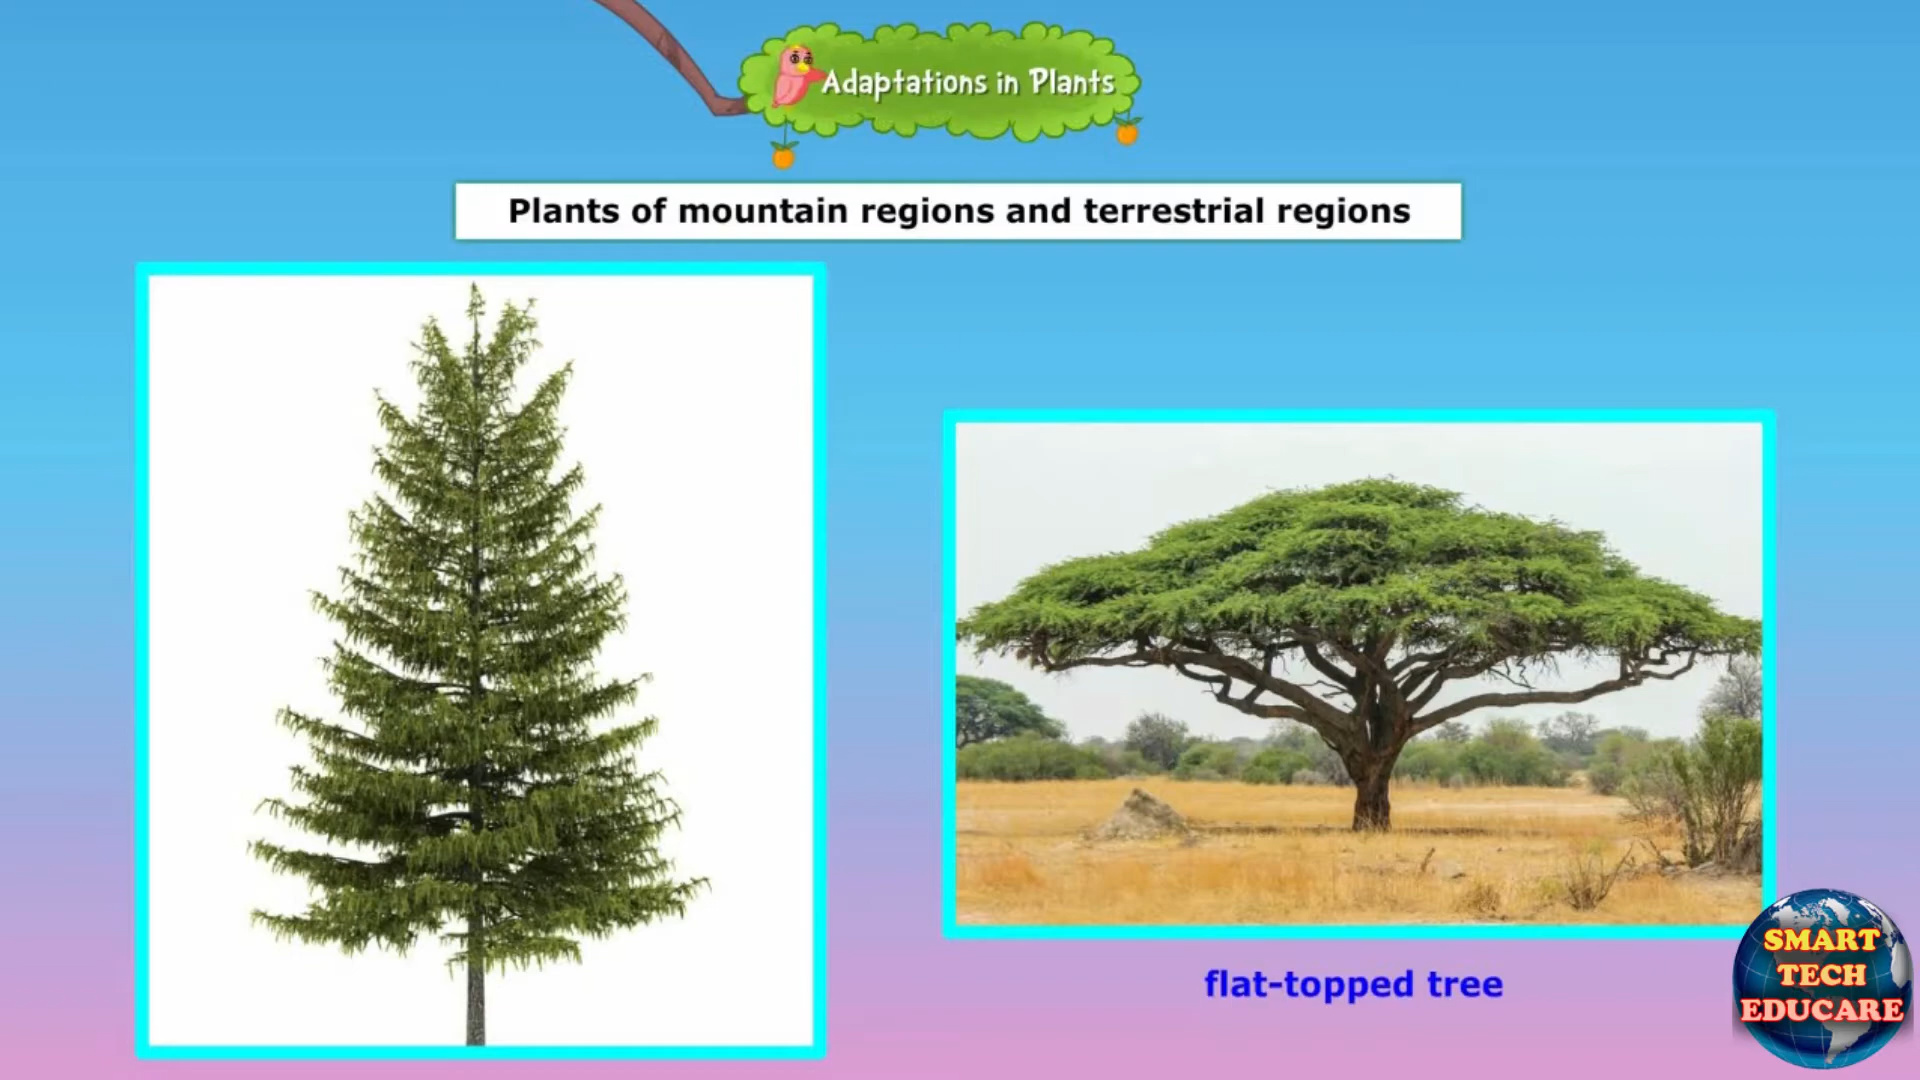 Adaptations in Plants
Plants of mountain regions and terrestrial regions
flat-topped tree
SMART
TECH
EDUCARE